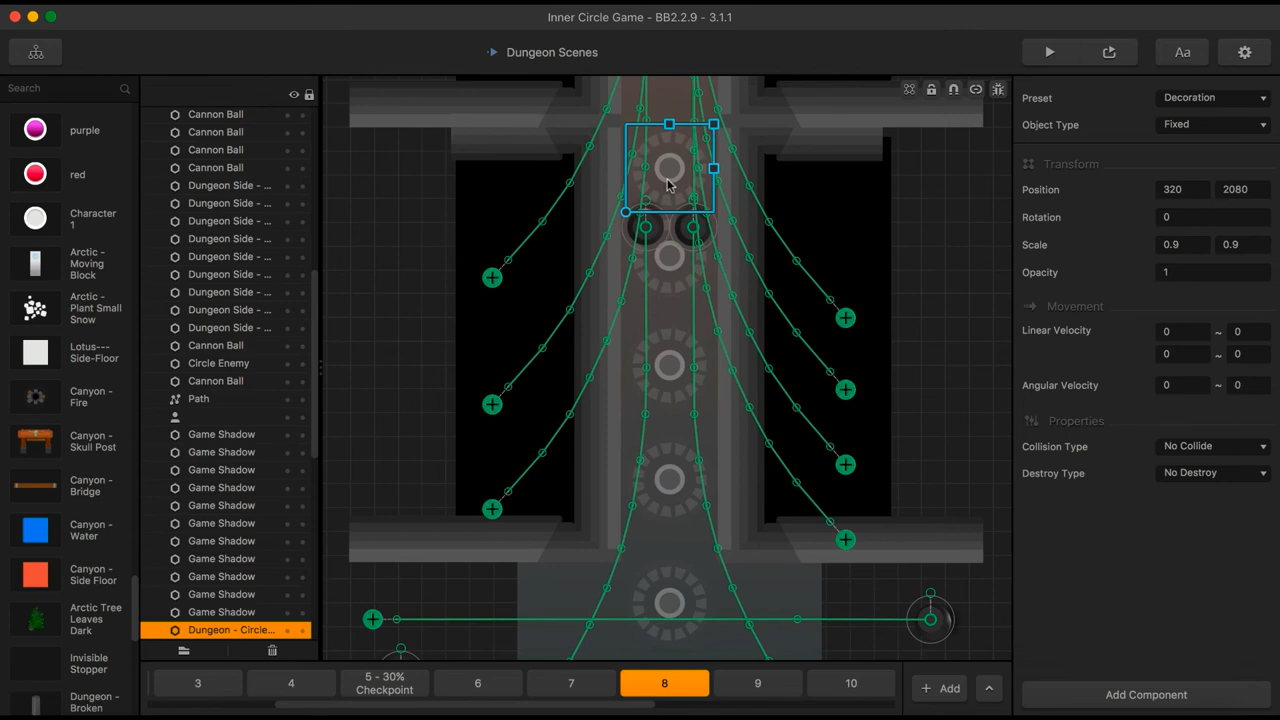 Inner Circle Game - BB2.2.9 - 3.1.1
Dungeon Scenes
Aa
Search
purple
red
Character
1
Arctic -
Moving
Block
Arctic -
Plant Small
Snow
Lotus---
Side-Floor
Canyon -
Fire
Canyon -
Skull Post
Canyon -
Bridge
Canyon -
Water
Canyon -
Side Floor
Arctic Tree
Leaves
Dark
Invisible
Stopper
Dungeon -
Broken
Cannon Ball
Cannon Ball
Cannon Ball
Cannon Ball
Dungeon Side - ...
Dungeon Side - ...
Dungeon Side - ...
Dungeon Side - ...
Dungeon Side - ...
Dungeon Side - ...
Dungeon Side - ...
Dungeon Side - ...
Dungeon Side - ...
Cannon Ball
Circle Enemy
Cannon Ball
Path
Game Shadow
Game Shadow
Game Shadow
Game Shadow
Game Shadow
Game Shadow
Game Shadow
Game Shadow
Game Shadow
Game Shadow
Game Shadow
Dungeon - Circle...
3
4
5 - 30%
Checkpoint
6
7
8
9
10
+ Add
Preset
Decoration
Object Type
Fixed
Transform
Position
320
2080
Rotation
0
Scale
0.9
0.9
Opacity
1
Movement
Linear Velocity
0 ~ 0
0 ~ 0
Angular Velocity
0 ~ 0
Properties
Collision Type
No Collide
Destroy Type
No Destroy
Add Component